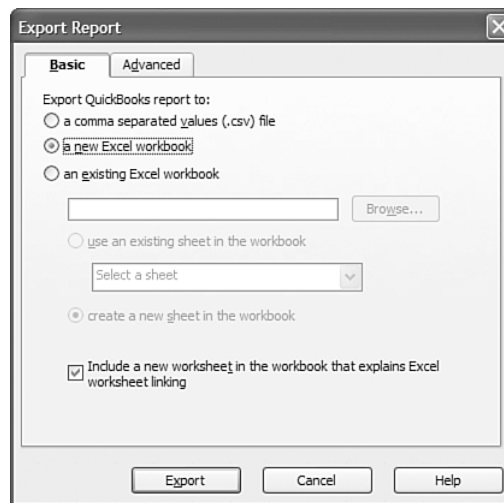 Export Report
Basic Advanced
Export QuickBooks report to:
a comma separated values (.csv) file
a new Excel workbook
an existing Excel workbook
Browse...
use an existing sheet in the workbook
Select a sheet
create a new sheet in the workbook
Include a new worksheet in the workbook that explains Excel
worksheet linking
Export Cancel Help